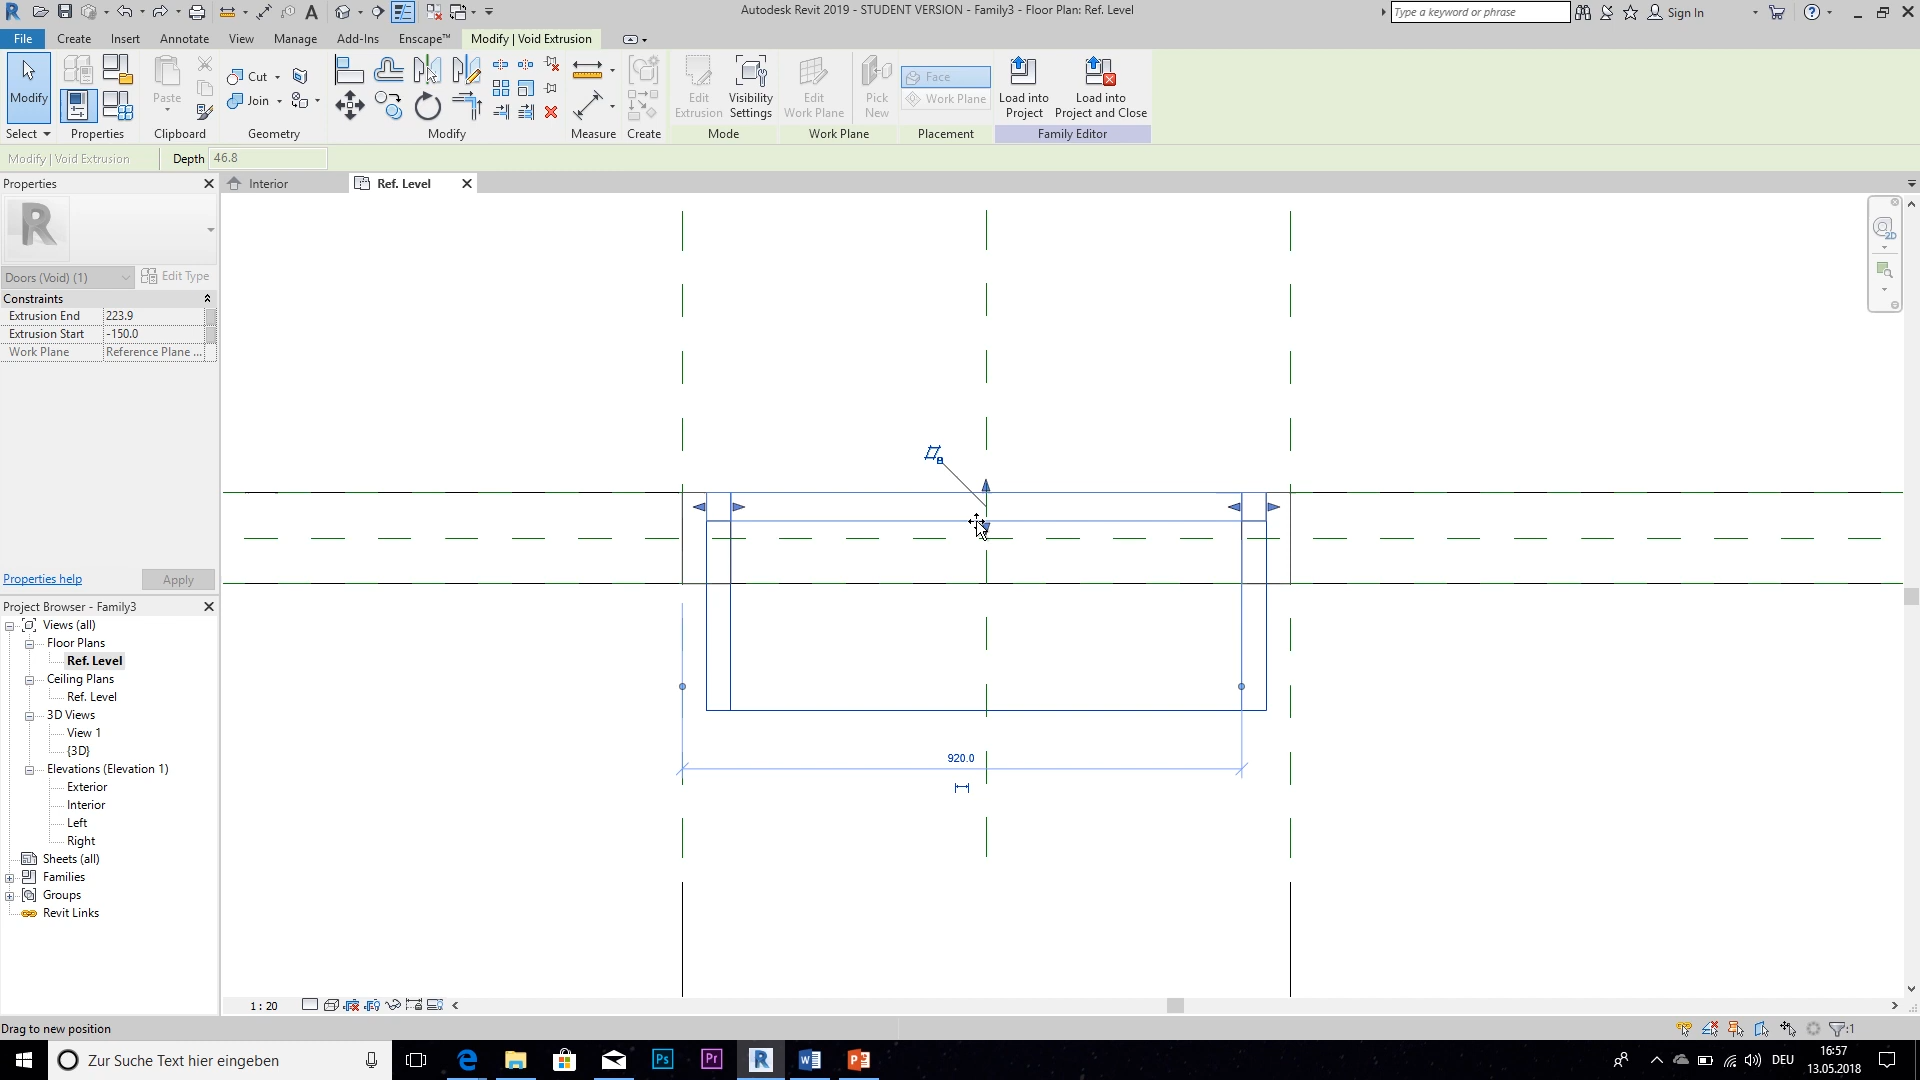 Autodesk Revit 2019 - STUDENT VERSION - Family3 - Floor Plan: Ref. Level
Type a keyword or phrase
Sign In
File
Create
Insert
Annotate
View
Manage
Add-Ins
Enscape™
Modify | Void Extrusion
Modify
Select
Properties
Paste
Clipboard
Cut
Join
Geometry
Modify
Measure
Create
Edit
Extrusion
Visibility
Settings
Mode
Edit
Work Plane
Work Plane
Pick
New
Face
Work Plane
Placement
Load into
Project
Load into
Project and Close
Family Editor
Modify | Void Extrusion
Depth
46.8
Properties
Interior
Ref. Level
R
Doors (Void) (1)
Edit Type
Constraints
Extrusion End
223.9
Extrusion Start
-150.0
Work Plane
Reference Plane ...
Properties help
Apply
Project Browser - Family3
Views (all)
Floor Plans
Ref. Level
Ceiling Plans
Ref. Level
3D Views
View 1
{3D}
Elevations (Elevation 1)
Exterior
Interior
Left
Right
Sheets (all)
Families
Groups
Revit Links
2D
920.0
1 : 20
Drag to new position
:1
Zur Suche Text hier eingeben
Ps
Pr
R
DEU
16:57
13.05.2018